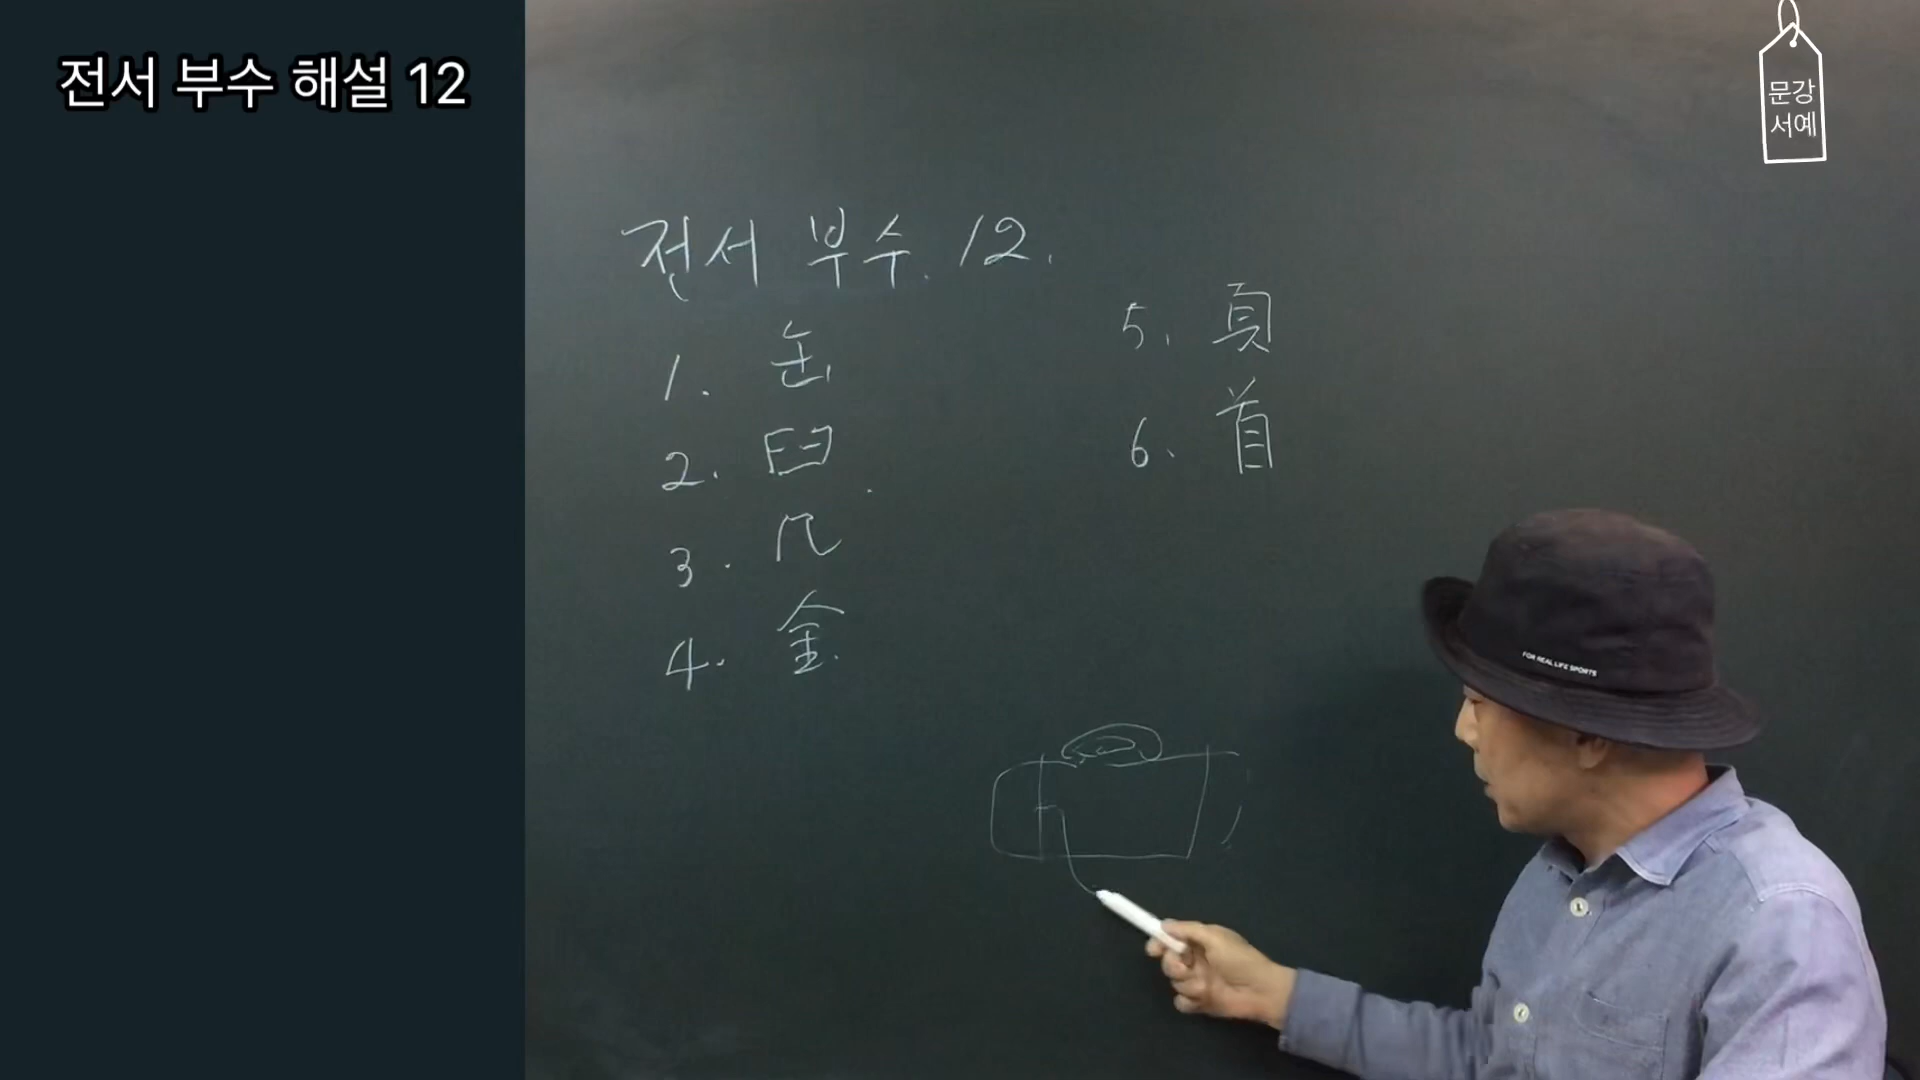 전서 부수 해설 12
문강
서예
전서 부수. 12.
1. 缶
2. 臼
3. 几
4. 金
5. 頁
6. 首
FOR REAL LIFE SPORTS